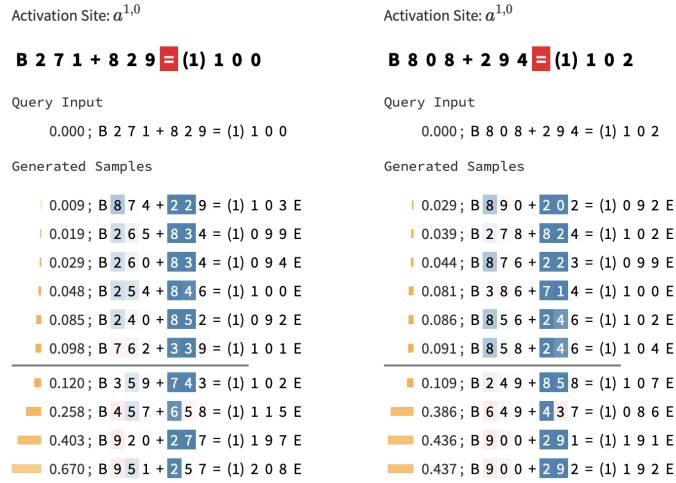 Activation Site: a^{1,0}
B 2 7 1 + 8 2 9 = (1) 1 0 0
Query Input
0.000 ; B 2 7 1 + 8 2 9 = (1) 1 0 0
Generated Samples
0.009 ; B 8 7 4 + 2 2 9 = (1) 1 0 3 E
0.019 ; B 2 6 5 + 8 3 4 = (1) 0 9 9 E
0.029 ; B 2 6 0 + 8 3 4 = (1) 0 9 4 E
0.048 ; B 2 5 4 + 8 4 6 = (1) 1 0 0 E
0.085 ; B 2 4 0 + 8 5 2 = (1) 0 9 2 E
0.098 ; B 7 6 2 + 3 3 9 = (1) 1 0 1 E
0.120 ; B 3 5 9 + 7 4 3 = (1) 1 0 2 E
0.258 ; B 4 5 7 + 6 5 8 = (1) 1 1 5 E
0.403 ; B 9 2 0 + 2 7 7 = (1) 1 9 7 E
0.670 ; B 9 5 1 + 2 5 7 = (1) 2 0 8 E
Activation Site: a^{1,0}
B 8 0 8 + 2 9 4 = (1) 1 0 2
Query Input
0.000 ; B 8 0 8 + 2 9 4 = (1) 1 0 2
Generated Samples
0.029 ; B 8 9 0 + 2 0 2 = (1) 0 9 2 E
0.039 ; B 2 7 8 + 8 2 4 = (1) 1 0 2 E
0.044 ; B 8 7 6 + 2 2 3 = (1) 0 9 9 E
0.081 ; B 3 8 6 + 7 1 4 = (1) 1 0 0 E
0.086 ; B 8 5 6 + 2 4 6 = (1) 1 0 2 E
0.091 ; B 8 5 8 + 2 4 6 = (1) 1 0 4 E
0.109 ; B 2 4 9 + 8 5 8 = (1) 1 0 7 E
0.386 ; B 6 4 9 + 4 3 7 = (1) 0 8 6 E
0.436 ; B 9 0 0 + 2 9 1 = (1) 1 9 1 E
0.437 ; B 9 0 0 + 2 9 2 = (1) 1 9 2 E